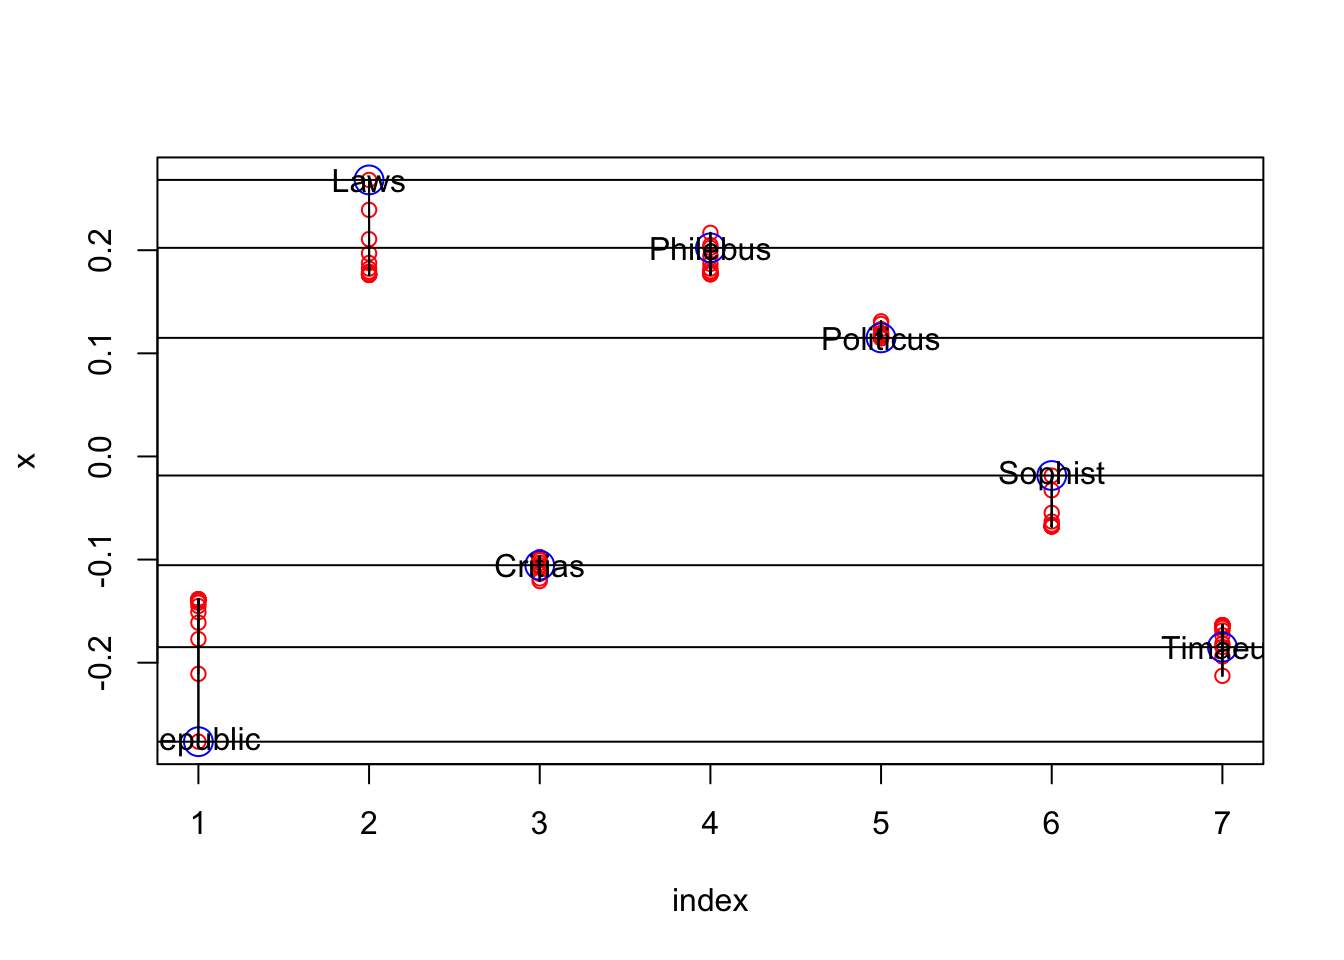 Laws
0.2
Philebus
0.1
Politicus
0.0
Sophist
-0.1
Critias
-0.2
Timaeu
epublic
x
1 2 3 4 5 6 7
index